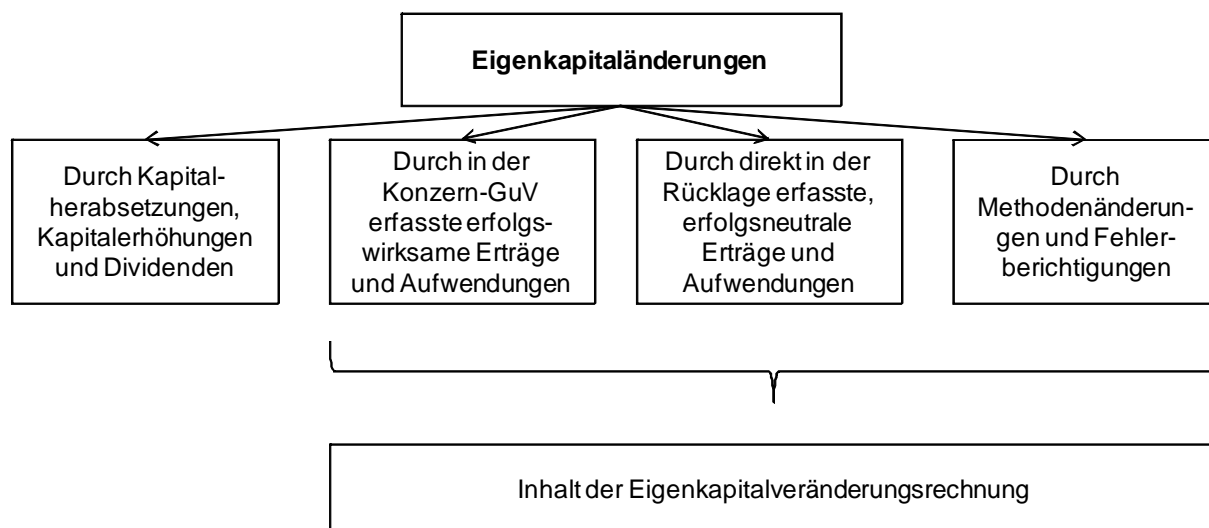 Eigenkapitaländerungen
Durch Kapital-
herabsetzungen,
Kapitalerhöhungen
und Dividenden
Durch in der
Konzern-GuV
erfasste erfolgs-
wirksame Erträge
und Aufwendungen
Durch direkt in der
Rücklage erfasste,
erfolgsneutrale
Erträge und
Aufwendungen
Durch
Methodenänderun-
gen und Fehler-
berichtigungen
Inhalt der Eigenkapitalveränderungsrechnung